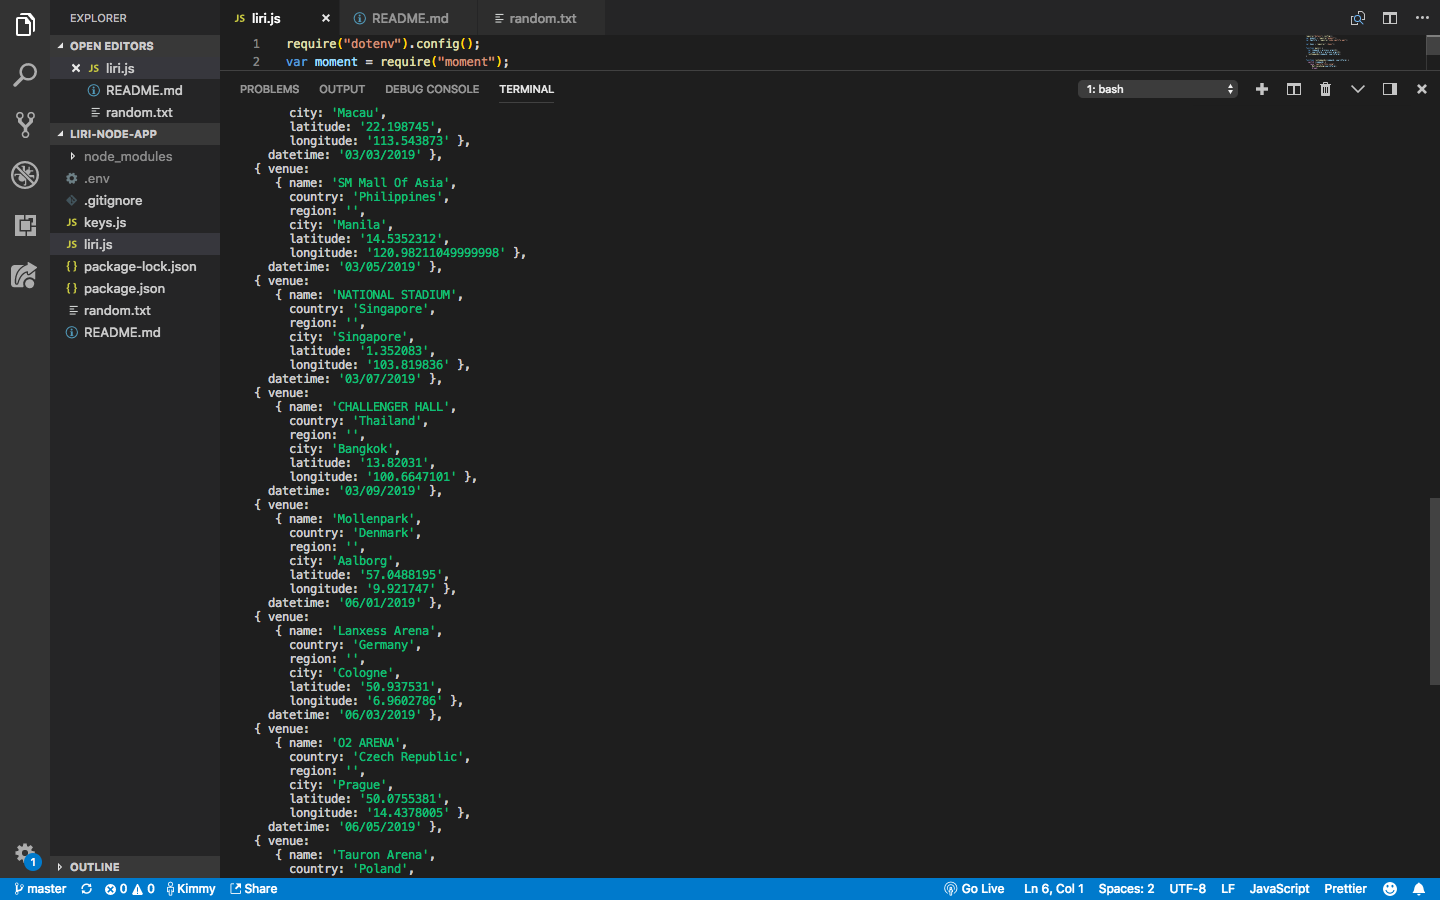 EXPLORER
OPEN EDITORS
JS liri.js
README.md
random.txt
LIRI-NODE-APP
node_modules
.env
.gitignore
JS keys.js
JS liri.js
{ } package-lock.json
{ } package.json
random.txt
README.md
OUTLINE
1
JS liri.js README.md random.txt
1 require("dotenv").config();
2 var moment = require("moment");
PROBLEMS OUTPUT DEBUG CONSOLE TERMINAL
1: bash
city: 'Macau',
latitude: '22.198745',
longitude: '113.543873' },
datetime: '03/03/2019' },
{ venue:
{ name: 'SM Mall Of Asia',
country: 'Philippines',
region: '',
city: 'Manila',
latitude: '14.5352312',
longitude: '120.98211049999998' },
datetime: '03/05/2019' },
{ venue:
{ name: 'NATIONAL STADIUM',
country: 'Singapore',
region: '',
city: 'Singapore',
latitude: '1.352083',
longitude: '103.819836' },
datetime: '03/07/2019' },
{ venue:
{ name: 'CHALLENGER HALL',
country: 'Thailand',
region: '',
city: 'Bangkok',
latitude: '13.82031',
longitude: '100.6647101' },
datetime: '03/09/2019' },
{ venue:
{ name: 'Mollenpark',
country: 'Denmark',
region: '',
city: 'Aalborg',
latitude: '57.0488195',
longitude: '9.921747' },
datetime: '06/01/2019' },
{ venue:
{ name: 'Lanxess Arena',
country: 'Germany',
region: '',
city: 'Cologne',
latitude: '50.937531',
longitude: '6.9602786' },
datetime: '06/03/2019' },
{ venue:
{ name: 'O2 ARENA',
country: 'Czech Republic',
region: '',
city: 'Prague',
latitude: '50.0755381',
longitude: '14.4378005' },
datetime: '06/05/2019' },
{ venue:
{ name: 'Tauron Arena',
country: 'Poland',
master 0 0 Kimmy Share Go Live Ln 6, Col 1 Spaces: 2 UTF-8 LF JavaScript Prettier